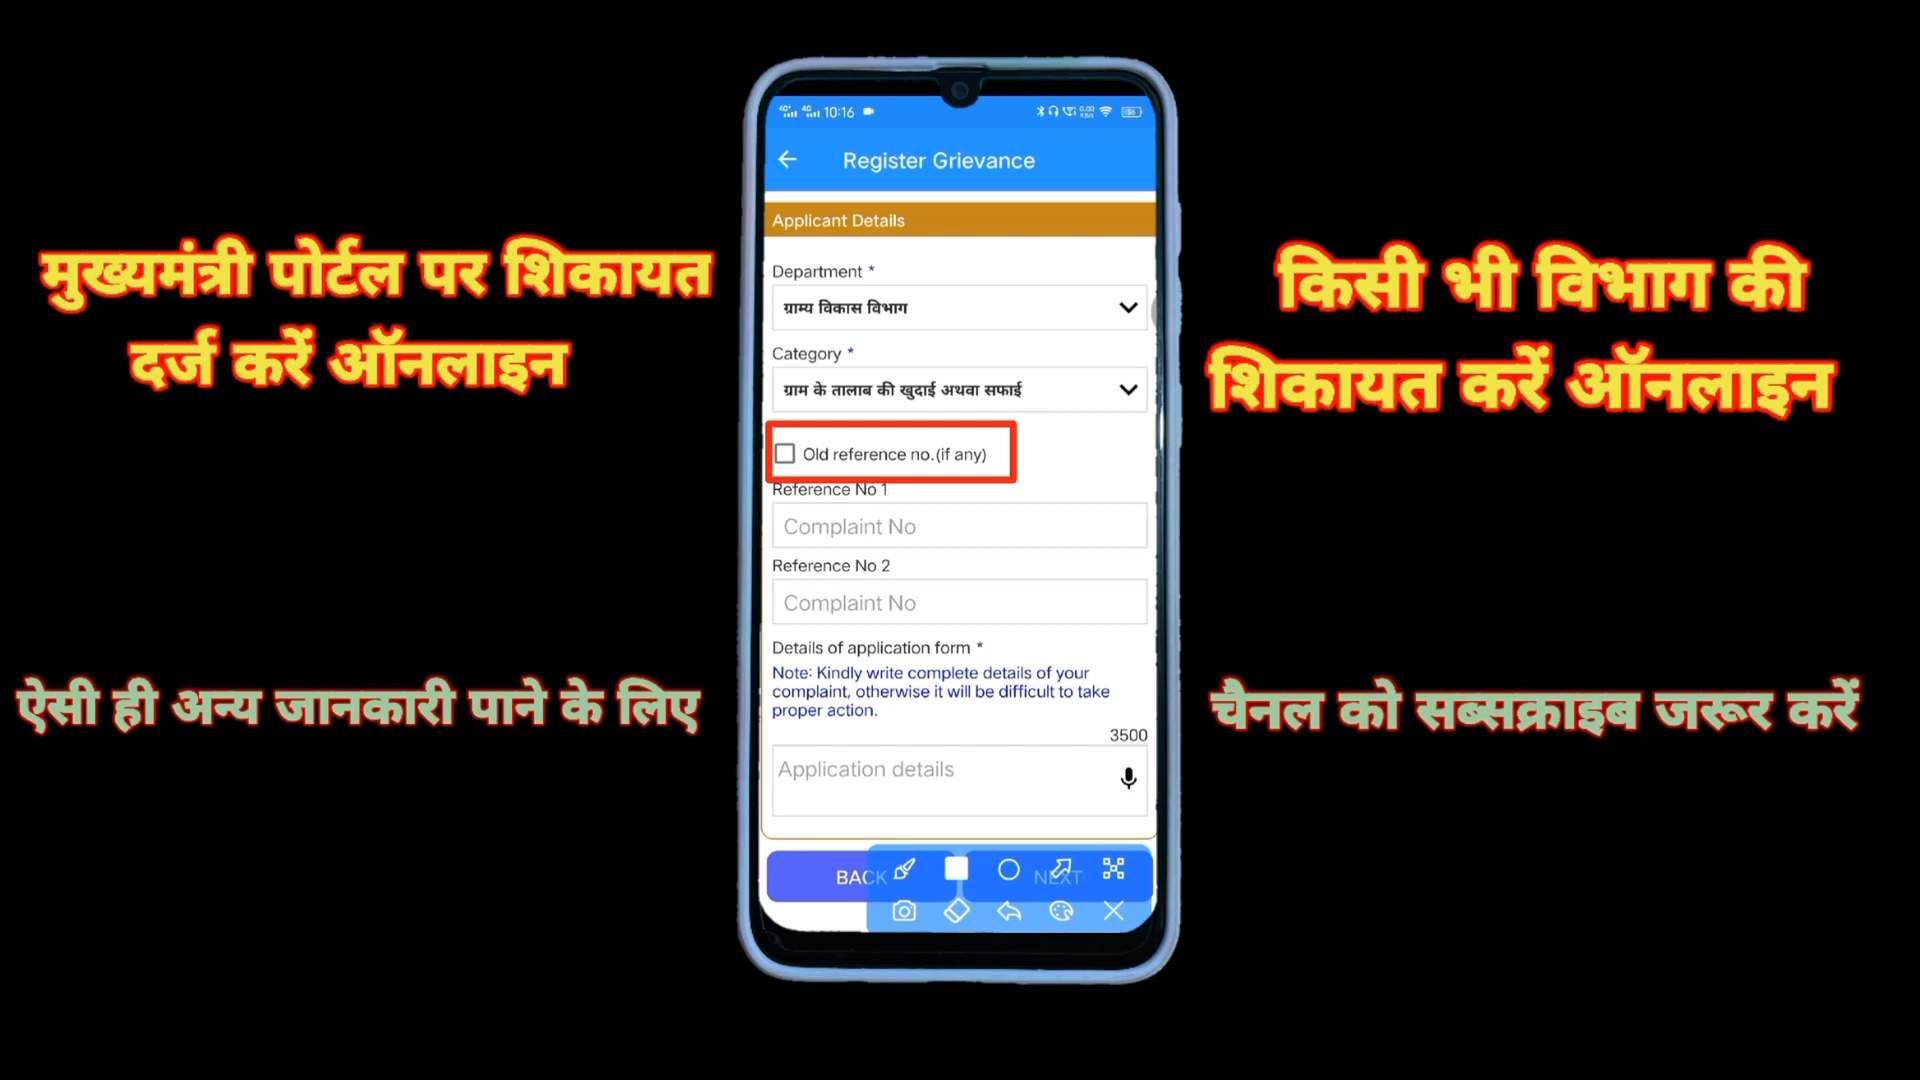 मुख्यमंत्री पोर्टल पर शिकायत
दर्ज करें ऑनलाइन
ऐसी ही अन्य जानकारी पाने के लिए
10:16
Register Grievance
Applicant Details
Department *
ग्राम्य विकास विभाग
Category *
ग्राम के तालाब की खुदाई अथवा सफाई
Old reference no.(if any)
Reference No 1
Complaint No
Reference No 2
Complaint No
Details of application form *
Note: Kindly write complete details of your
complaint, otherwise it will be difficult to take
proper action.
3500
Application details
BACK NEXT
किसी भी विभाग की
शिकायत करें ऑनलाइन
चैनल को सब्सक्राइब जरूर करें